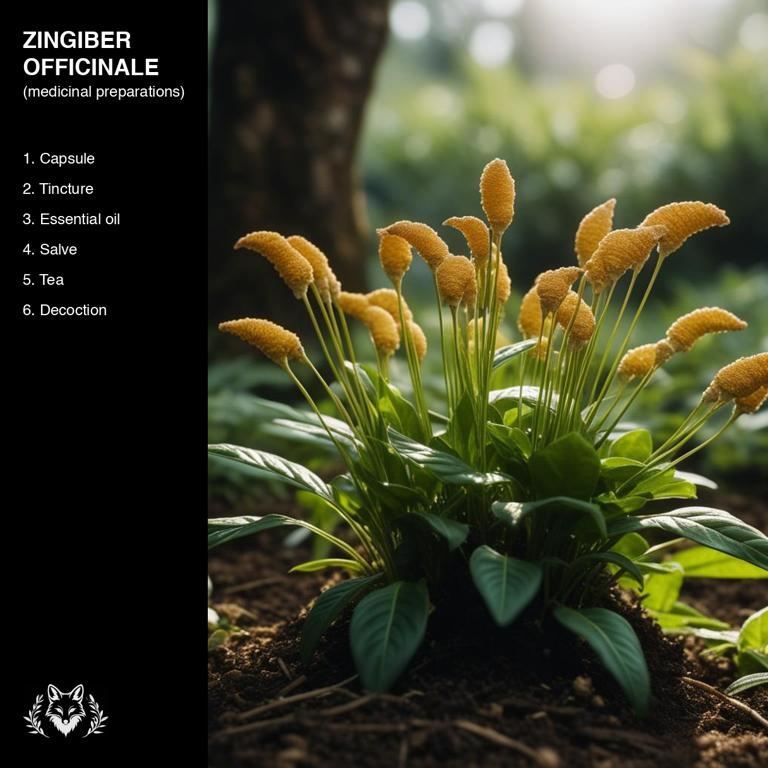 ZINGIBER
OFFICINALE
(medicinal preparations)
1. Capsule
2. Tincture
3. Essential oil
4. Salve
5. Tea
6. Decoction